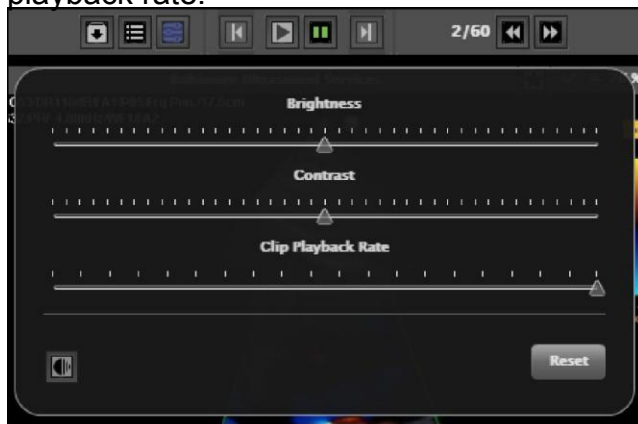 playback rate.
2/60
Brightness
Contrast
Clip Playback Rate
Reset